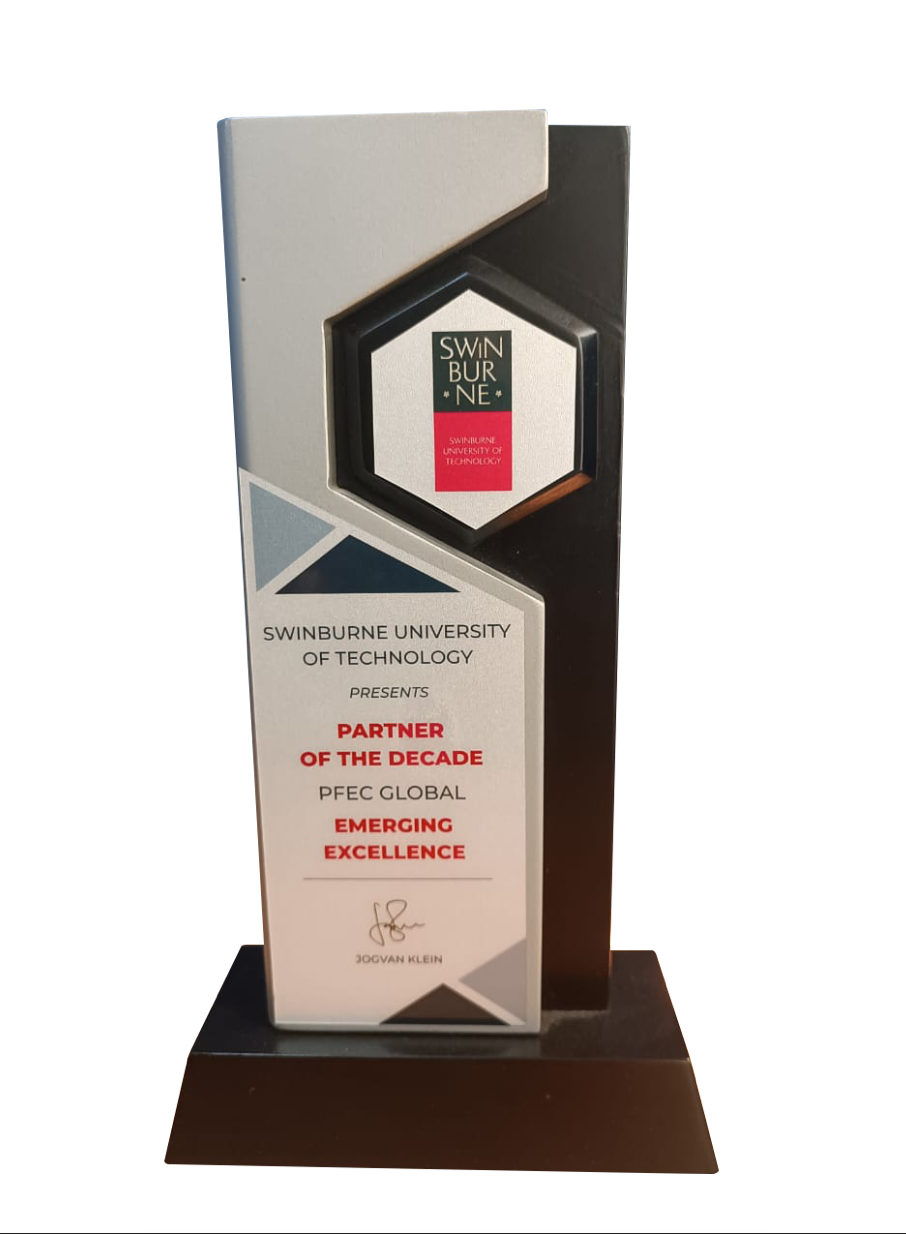 SWiN
BUR
NE
SWINBURNE
UNIVERSITY OF
TECHNOLOGY
SWINBURNE UNIVERSITY
OF TECHNOLOGY
PRESENTS
PARTNER
OF THE DECADE
PFEC GLOBAL
EMERGING
EXCELLENCE
JOGVAN KLEIN